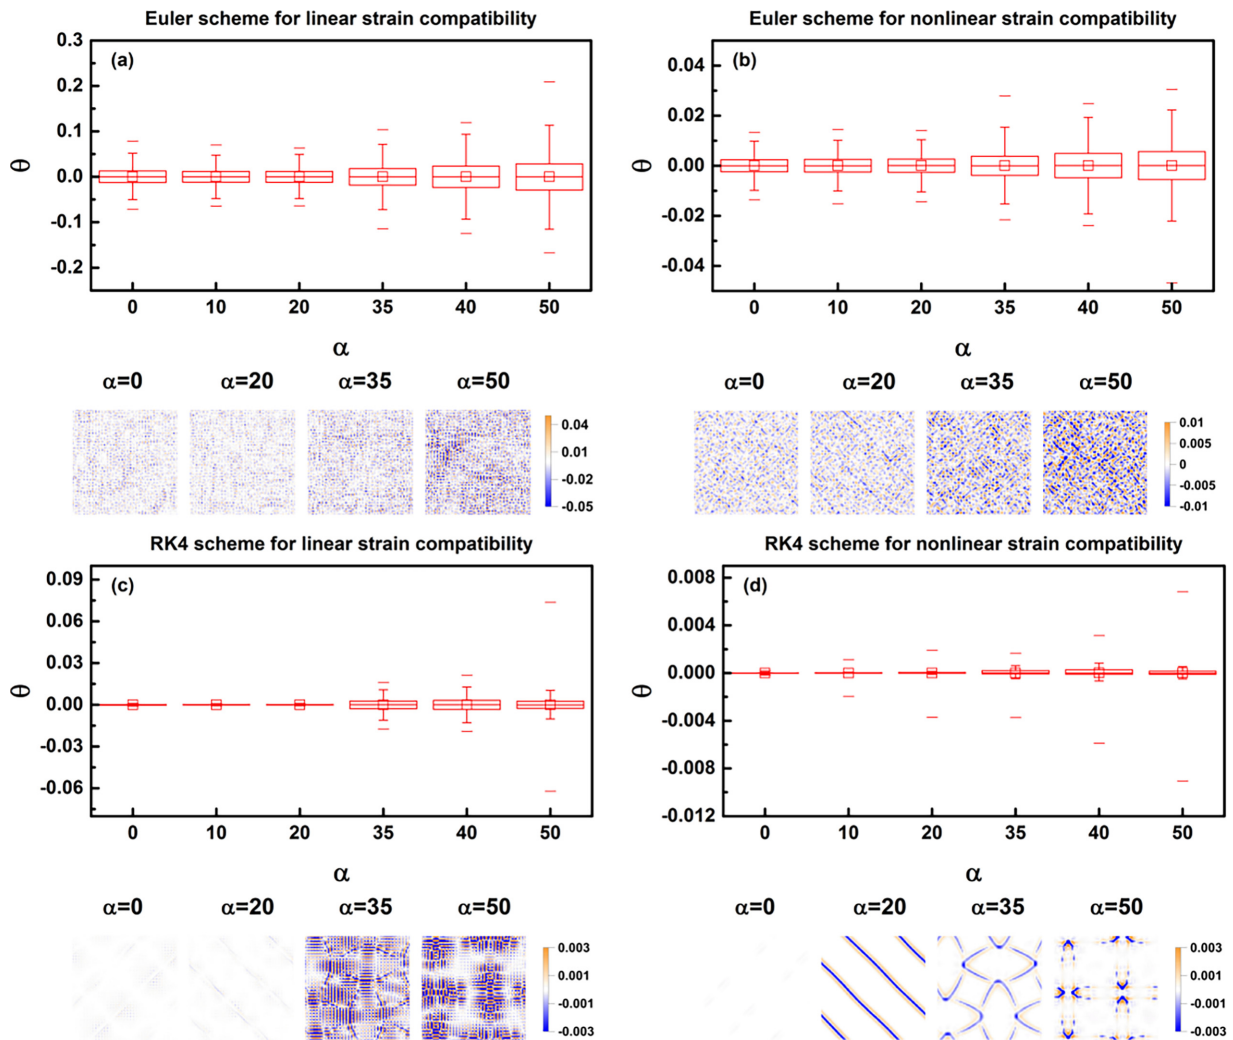 Euler scheme for linear strain compatibility
(a)
θ
0.3
0.2
0.1
0.0
-0.1
-0.2
0 10 20 35 40 50
α
α=0 α=20 α=35 α=50
0.04
0.01
-0.02
-0.05
Euler scheme for nonlinear strain compatibility
(b)
θ
0.04
0.02
0.00
-0.02
-0.04
0 10 20 35 40 50
α
α=0 α=20 α=35 α=50
0.01
0.005
0
-0.005
-0.01
RK4 scheme for linear strain compatibility
(c)
θ
0.09
0.06
0.03
0.00
-0.03
-0.06
0 10 20 35 40 50
α
α=0 α=20 α=35 α=50
0.003
0.001
-0.001
-0.003
RK4 scheme for nonlinear strain compatibility
(d)
θ
0.008
0.004
0.000
-0.004
-0.008
-0.012
0 10 20 35 40 50
α
α=0 α=20 α=35 α=50
0.003
0.001
-0.001
-0.003